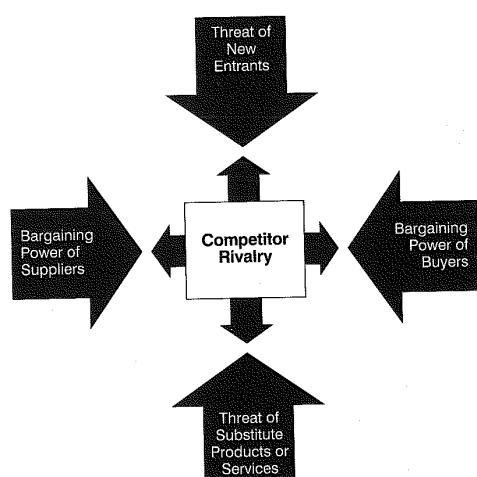 Threat of
New
Entrants
Bargaining
Power of
Suppliers
Competitor
Rivalry
Bargaining
Power of
Buyers
Threat of
Substitute
Products or
Services